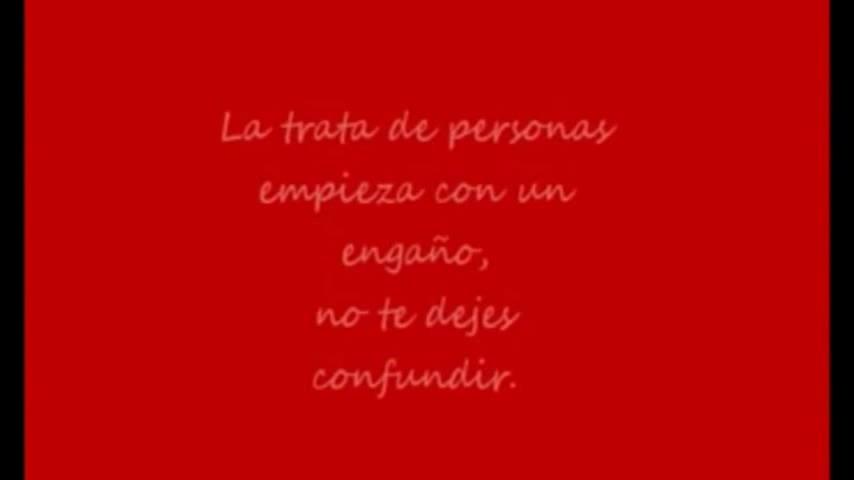 La trata de personas
empieza con un
engaño,
no te dejes
confundir.